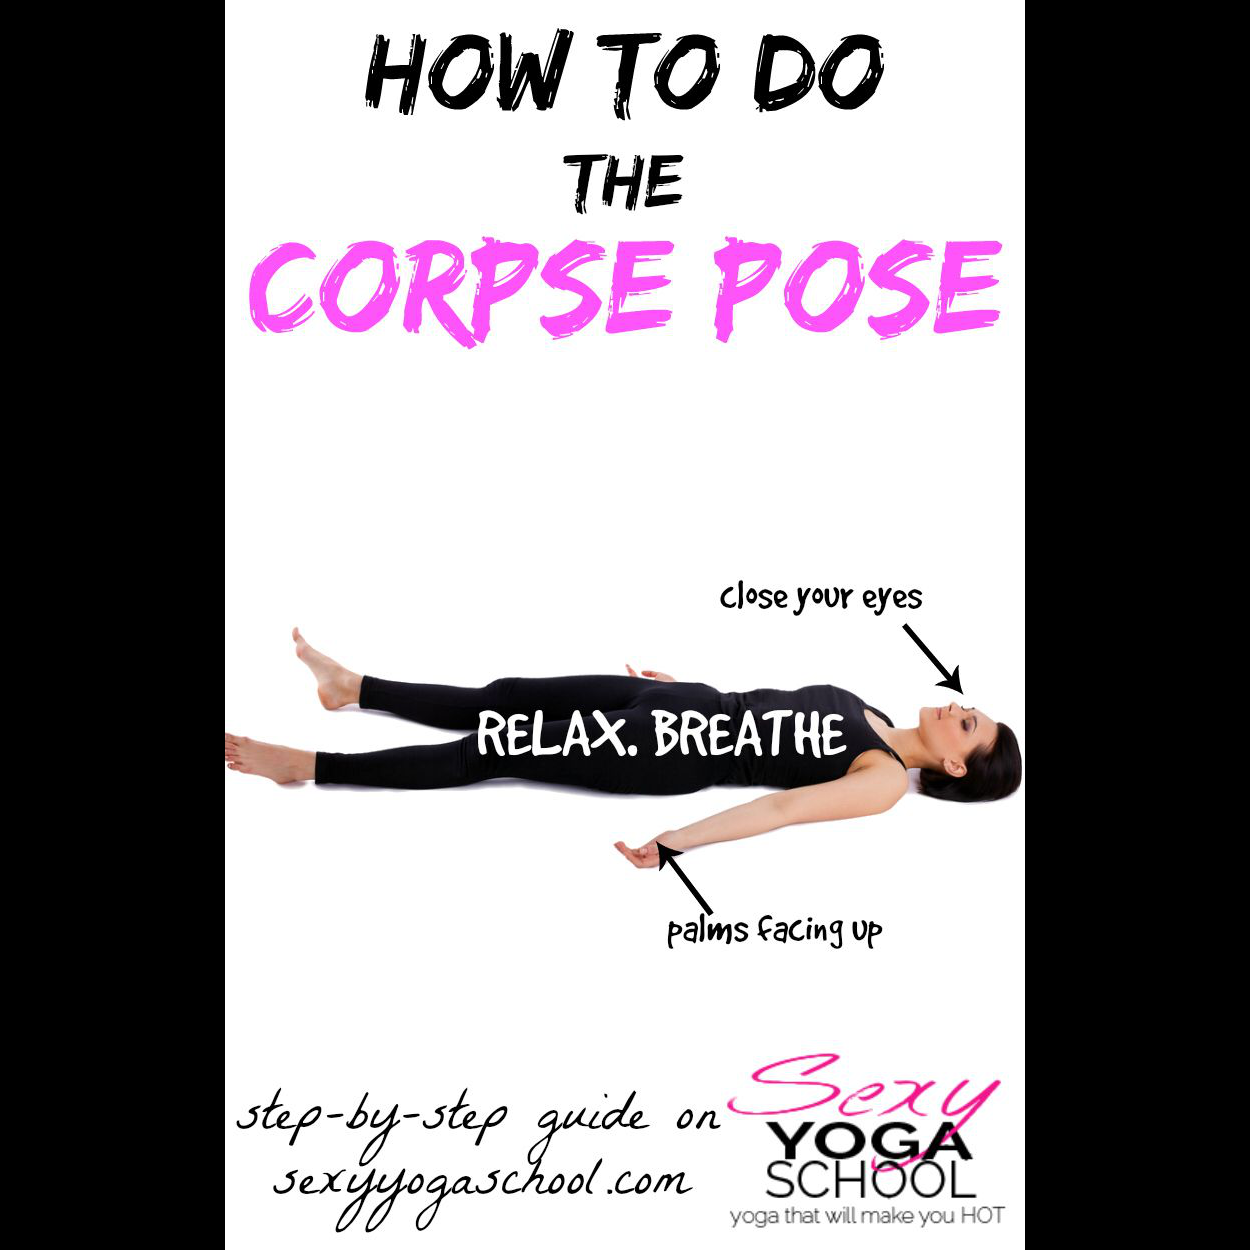 HOW TO DO
THE
CORPSE POSE
close your eyes
RELAX. BREATHE
palms facing up
step-by-step guide on
sexyyogaschool.com
Sexy
YOGA
SCHOOL
yoga that will make you HOT